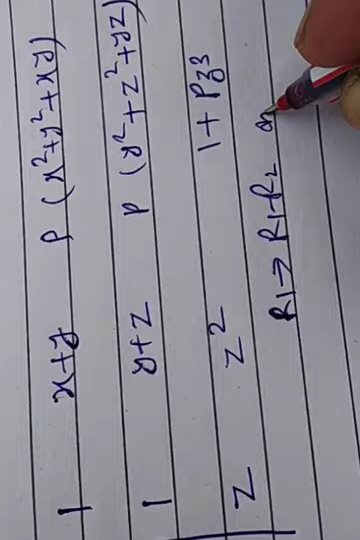 1 x+y P (x²+y²+xy)
1 y+z P (y²+z²+yz)
z z² 1+Pz³
R1→ R1-R2